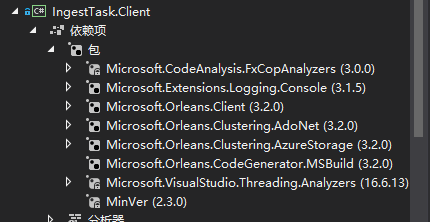 C# IngestTask.Client
依赖项
包
Microsoft.CodeAnalysis.FxCopAnalyzers (3.0.0)
Microsoft.Extensions.Logging.Console (3.1.5)
Microsoft.Orleans.Client (3.2.0)
Microsoft.Orleans.Clustering.AdoNet (3.2.0)
Microsoft.Orleans.Clustering.AzureStorage (3.2.0)
Microsoft.Orleans.CodeGenerator.MSBuild (3.2.0)
Microsoft.VisualStudio.Threading.Analyzers (16.6.13)
MinVer (2.3.0)
分析器